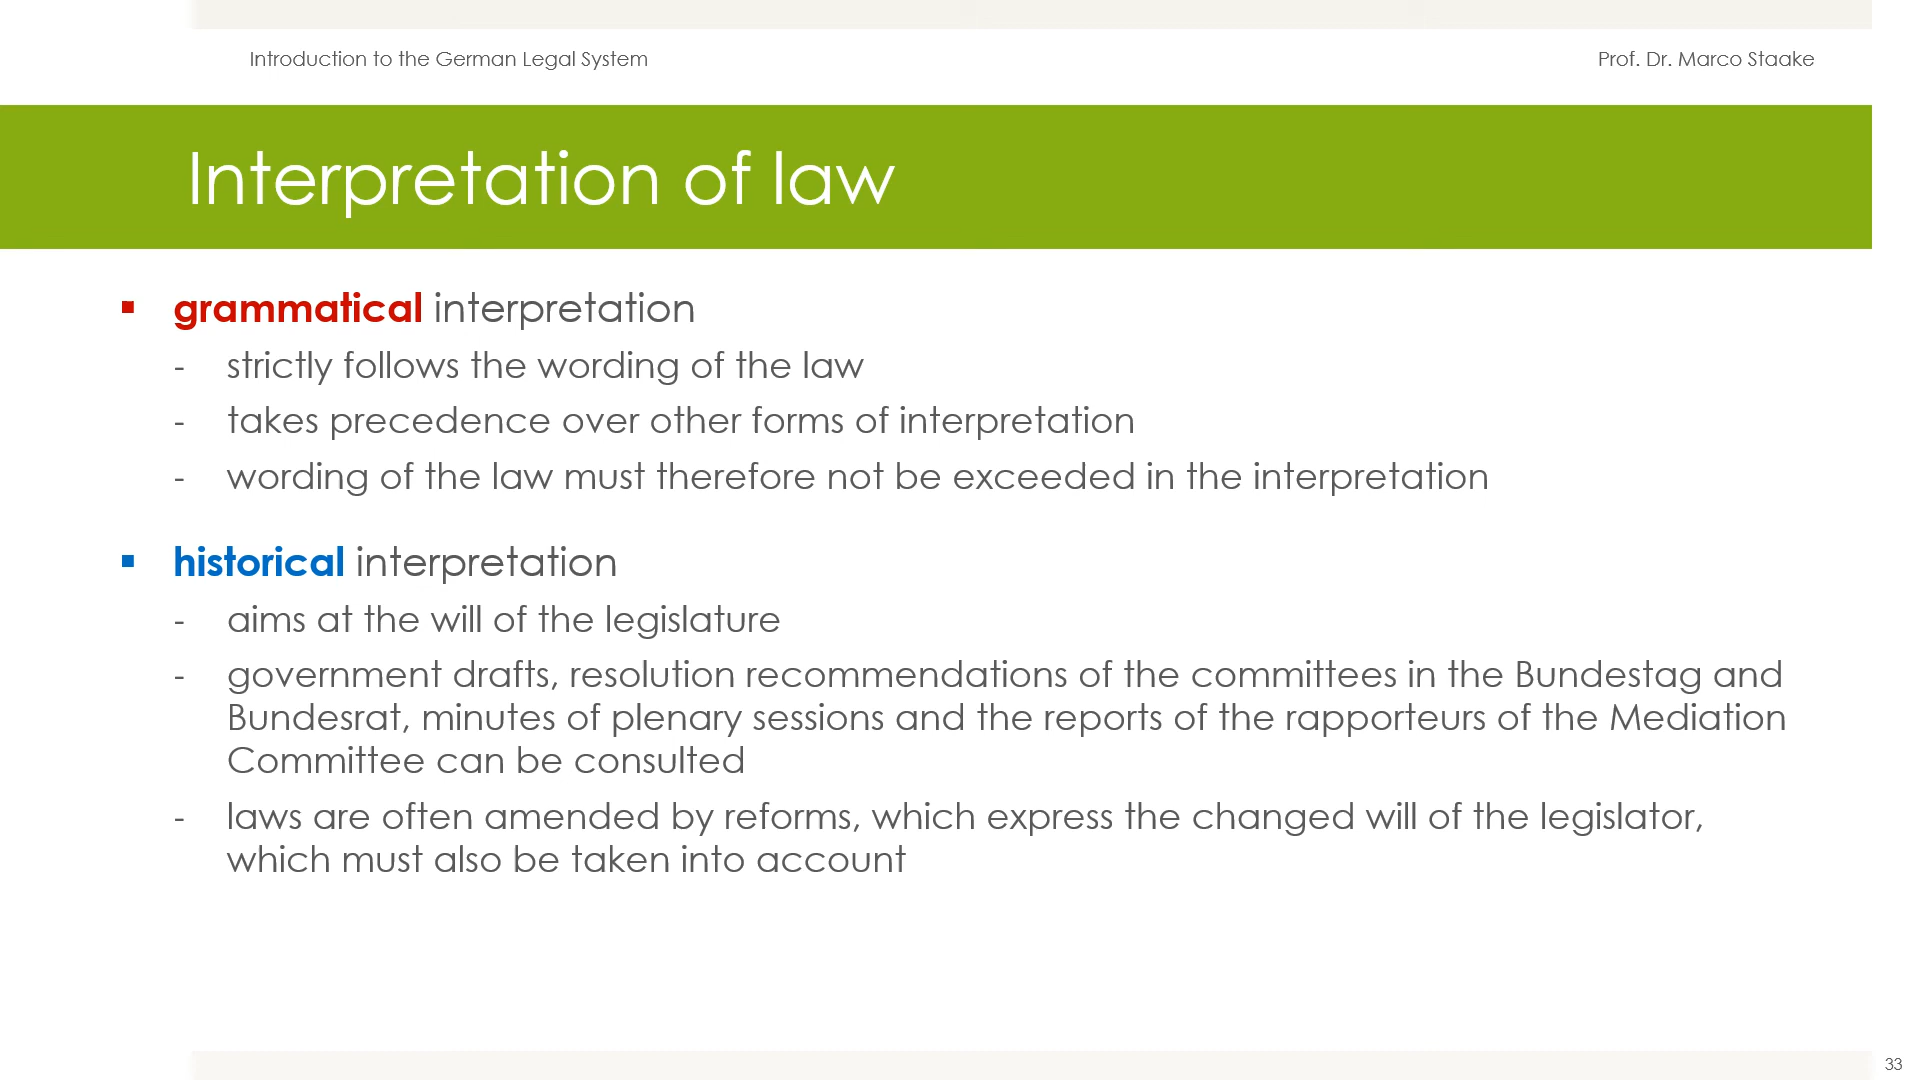 Introduction to the German Legal System
Prof. Dr. Marco Staake
Interpretation of law
▪ grammatical interpretation
- strictly follows the wording of the law
- takes precedence over other forms of interpretation
- wording of the law must therefore not be exceeded in the interpretation
▪ historical interpretation
- aims at the will of the legislature
- government drafts, resolution recommendations of the committees in the Bundestag and
Bundesrat, minutes of plenary sessions and the reports of the rapporteurs of the Mediation
Committee can be consulted
- laws are often amended by reforms, which express the changed will of the legislator,
which must also be taken into account
33